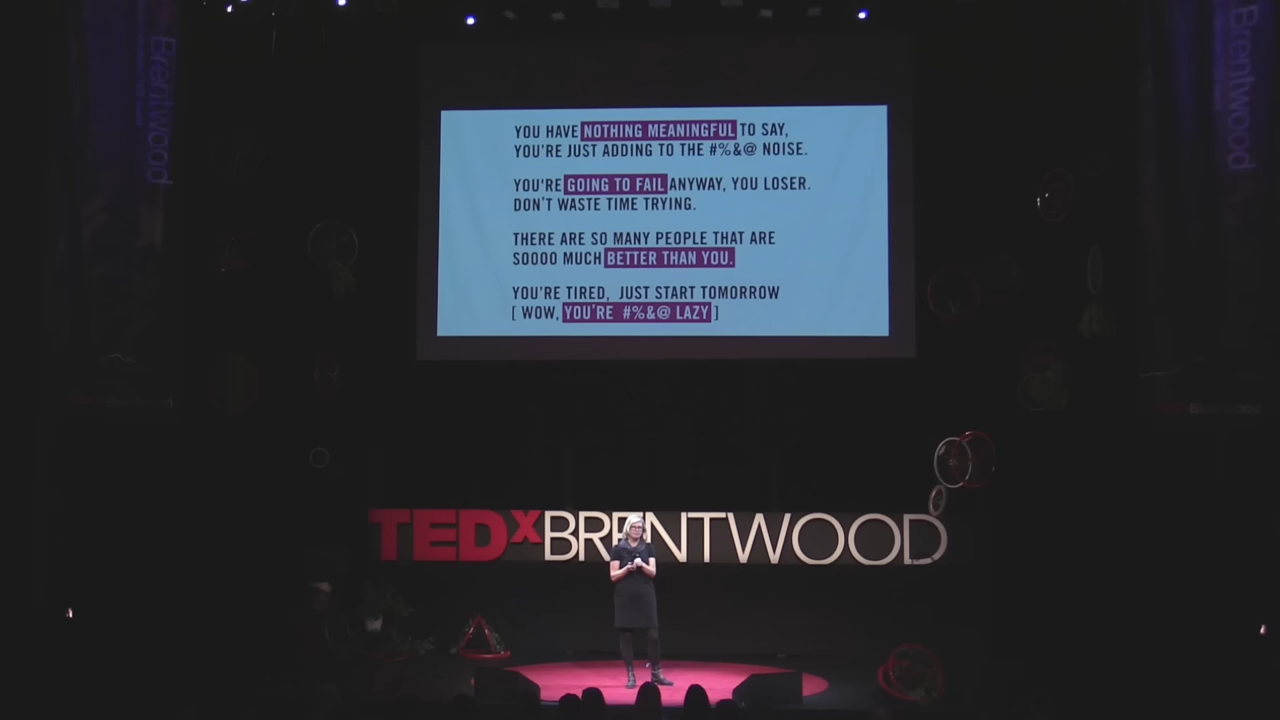 YOU HAVE NOTHING MEANINGFUL TO SAY,
YOU'RE JUST ADDING TO THE #%&@ NOISE.
YOU'RE GOING TO FAIL ANYWAY, YOU LOSER.
DON'T WASTE TIME TRYING.
THERE ARE SO MANY PEOPLE THAT ARE
SOOOO MUCH BETTER THAN YOU.
YOU'RE TIRED, JUST START TOMORROW
[ WOW, YOU'RE #%&@ LAZY ]
TEDxBRENTWOOD
Brentwood
Brentwood